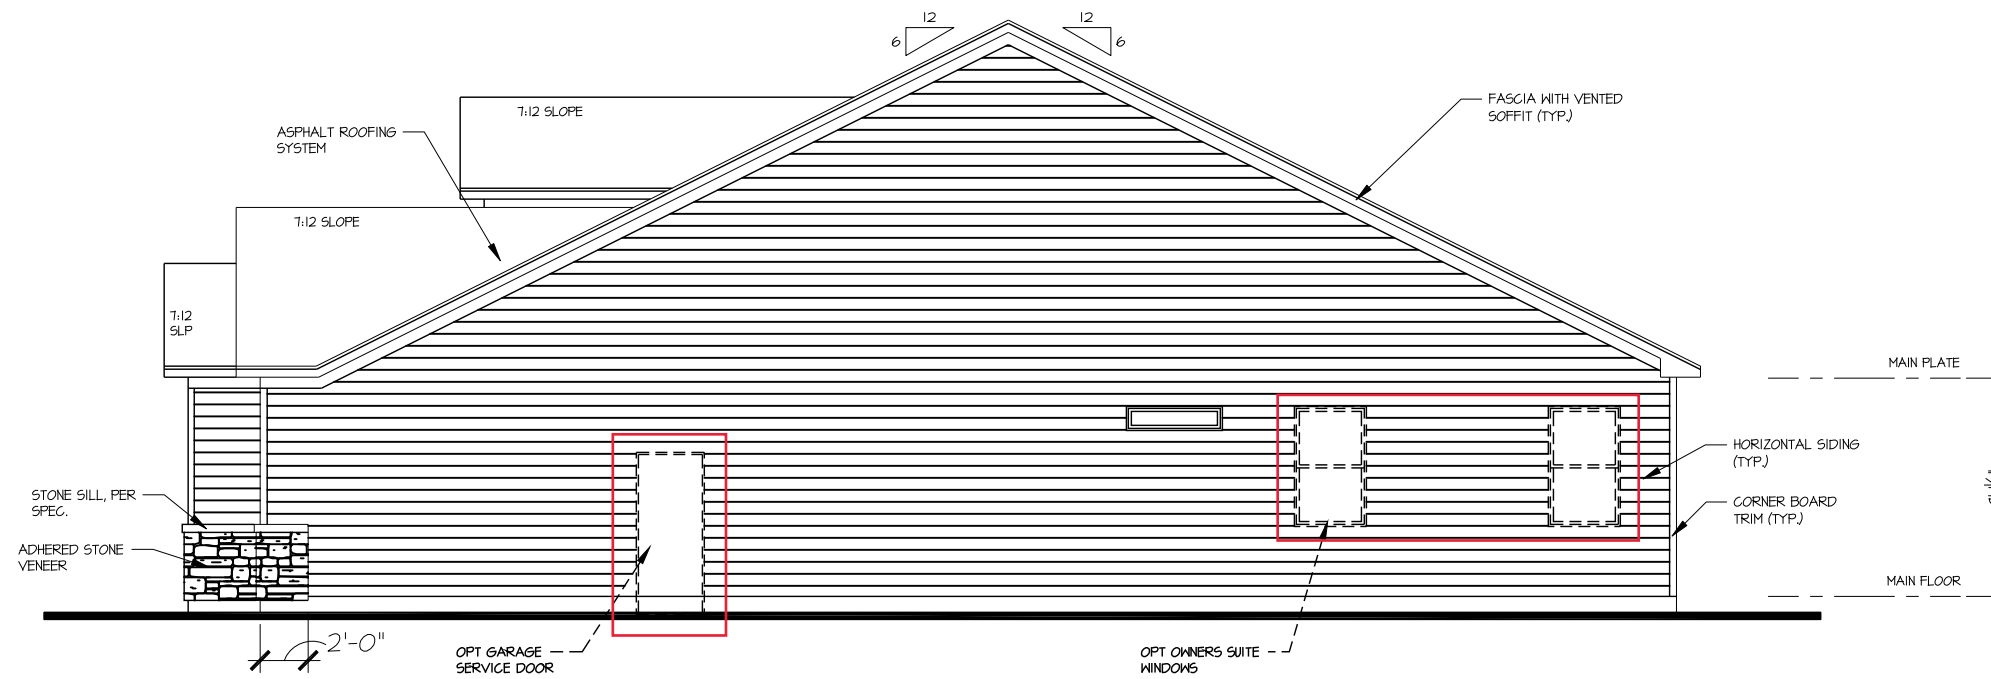 12
12
6
6
7:12 SLOPE
FASCIA WITH VENTED
SOFFIT (TYP.)
ASPHALT ROOFING
SYSTEM
7:12 SLOPE
7:12
SLP
MAIN PLATE
HORIZONTAL SIDING
(TYP.)
STONE SILL, PER
SPEC.
CORNER BOARD
TRIM (TYP.)
ADHERED STONE
VENEER
MAIN FLOOR
2'-0"
OPT GARAGE
SERVICE DOOR
OPT OWNERS SUITE
WINDOWS